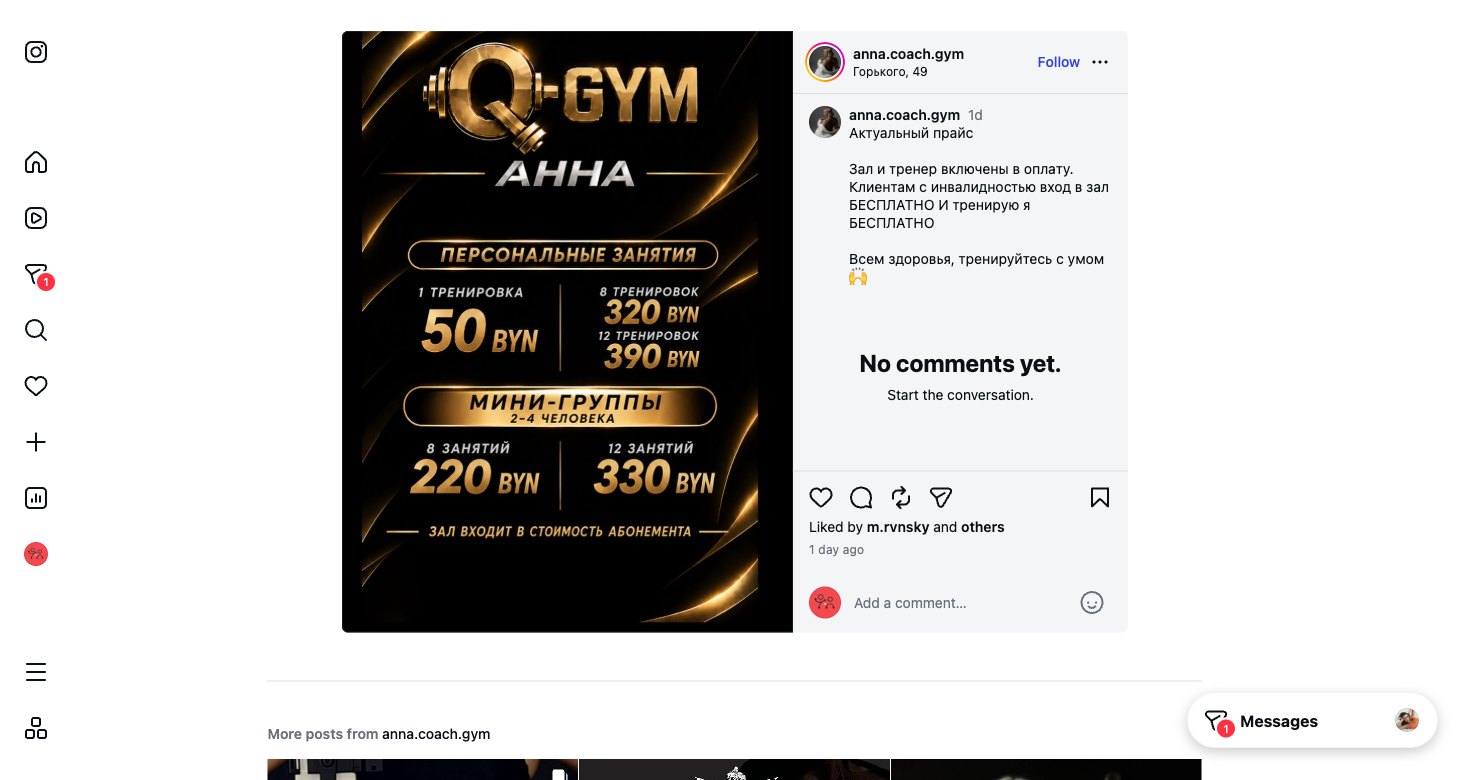 Q-GYM
АННА
ПЕРСОНАЛЬНЫЕ ЗАНЯТИЯ
1 ТРЕНИРОВКА
50 BYN
8 ТРЕНИРОВОК
320 BYN
12 ТРЕНИРОВОК
390 BYN
МИНИ-ГРУППЫ
2-4 ЧЕЛОВЕКА
8 ЗАНЯТИЙ
220 BYN
12 ЗАНЯТИЙ
330 BYN
ЗАЛ ВХОДИТ В СТОИМОСТЬ АБОНЕМЕНТА
anna.coach.gym
Горького, 49
Follow
anna.coach.gym 1d
Актуальный прайс
Зал и тренер включены в оплату.
Клиентам с инвалидностью вход в зал
БЕСПЛАТНО И тренирую я
БЕСПЛАТНО
Всем здоровья, тренируйтесь с умом
🙌
No comments yet.
Start the conversation.
Liked by m.rvnsky and others
1 day ago
Add a comment...
1
More posts from anna.coach.gym
1
Messages